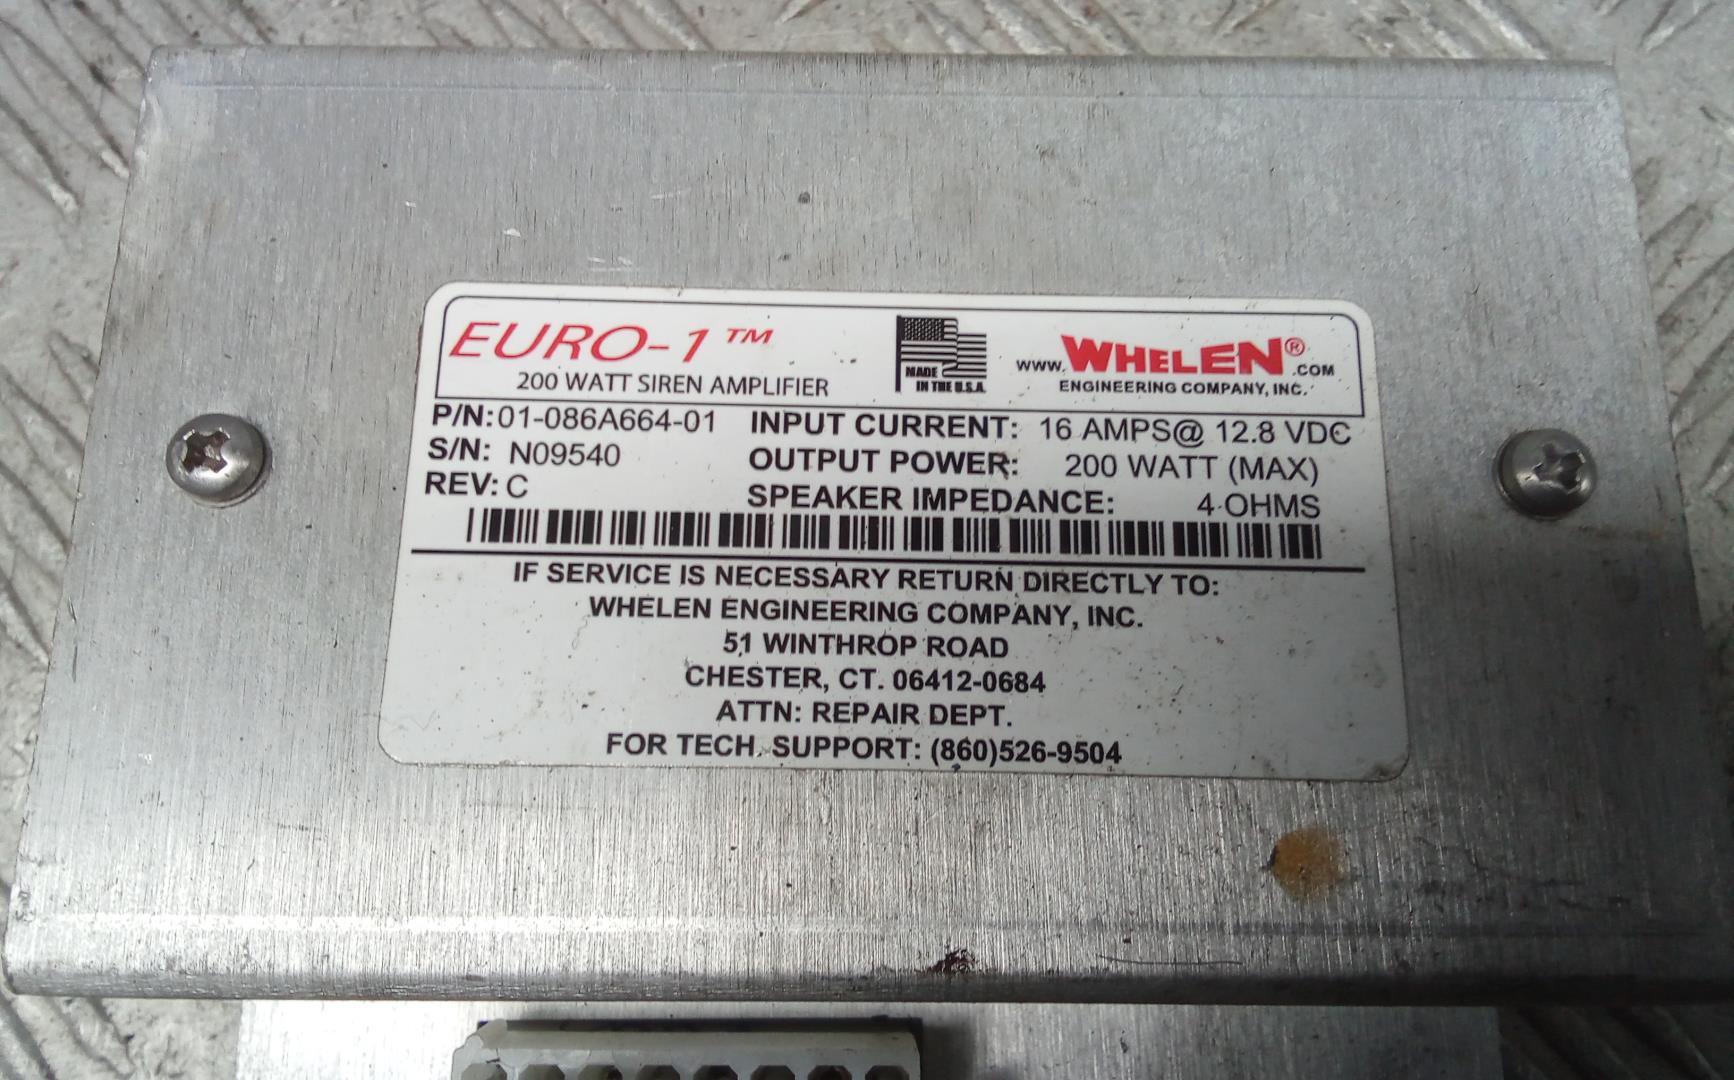 EURO-1™
200 WATT SIREN AMPLIFIER
MADE
IN THE U.S.A.
www.WHELEN®.COM
ENGINEERING COMPANY, INC.
P/N: 01-086A664-01
S/N: N09540
REV: C
INPUT CURRENT: 16 AMPS@ 12.8 VDC
OUTPUT POWER: 200 WATT (MAX)
SPEAKER IMPEDANCE: 4 OHMS
IF SERVICE IS NECESSARY RETURN DIRECTLY TO:
WHELEN ENGINEERING COMPANY, INC.
51 WINTHROP ROAD
CHESTER, CT. 06412-0684
ATTN: REPAIR DEPT.
FOR TECH. SUPPORT: (860)526-9504